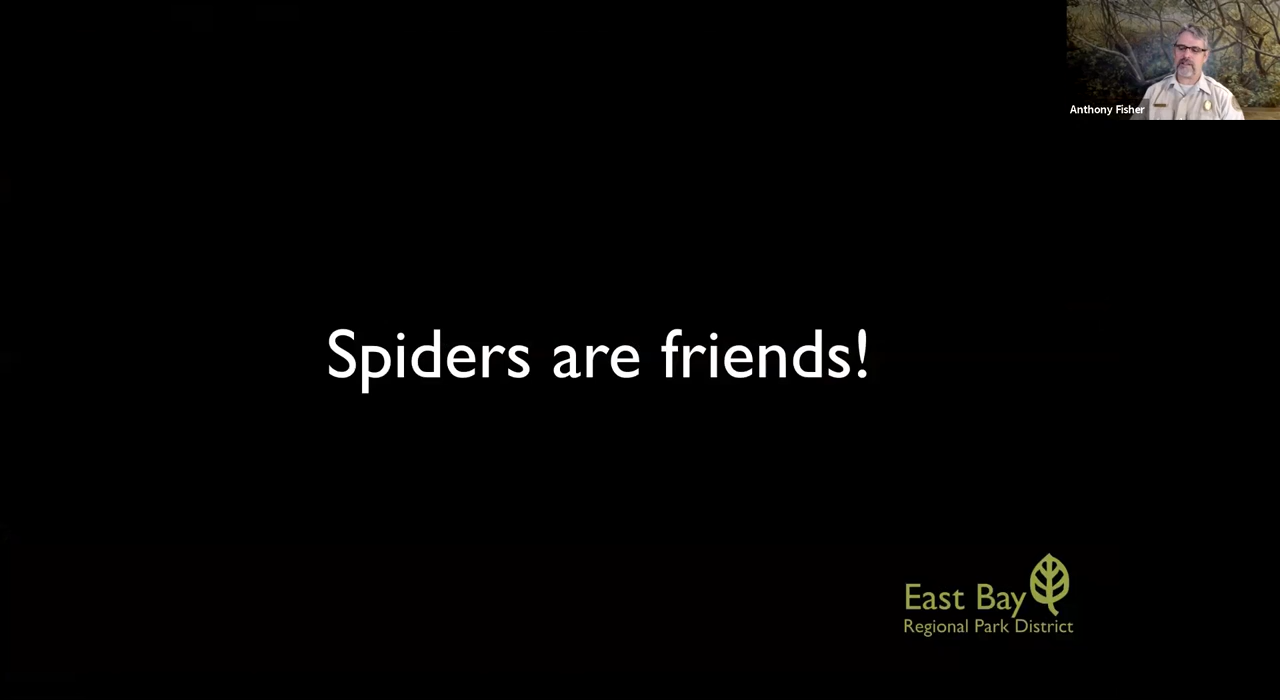 Anthony Fisher
Spiders are friends!
East Bay
Regional Park District